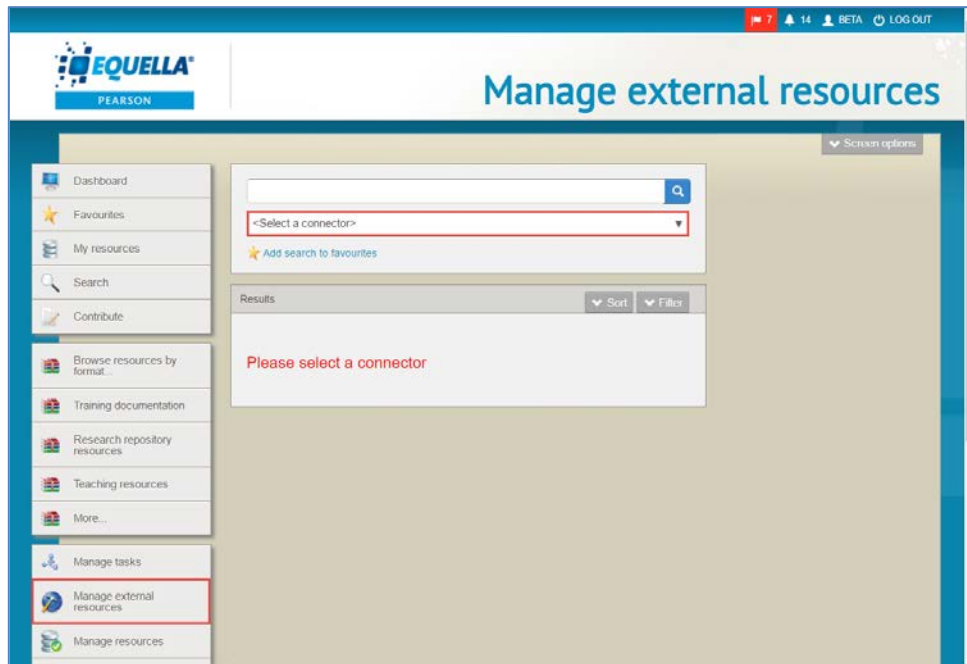 7 14 BETA LOG OUT
EQUELLA®
PEARSON
Manage external resources
Screen options
Dashboard
Favourites
My resources
Search
Contribute
Browse resources by
format...
Training documentation
Research repository
resources
Teaching resources
More...
Manage tasks
Manage external
resources
Manage resources
<Select a connector>
Add search to favourites
Results
Sort
Filter
Please select a connector